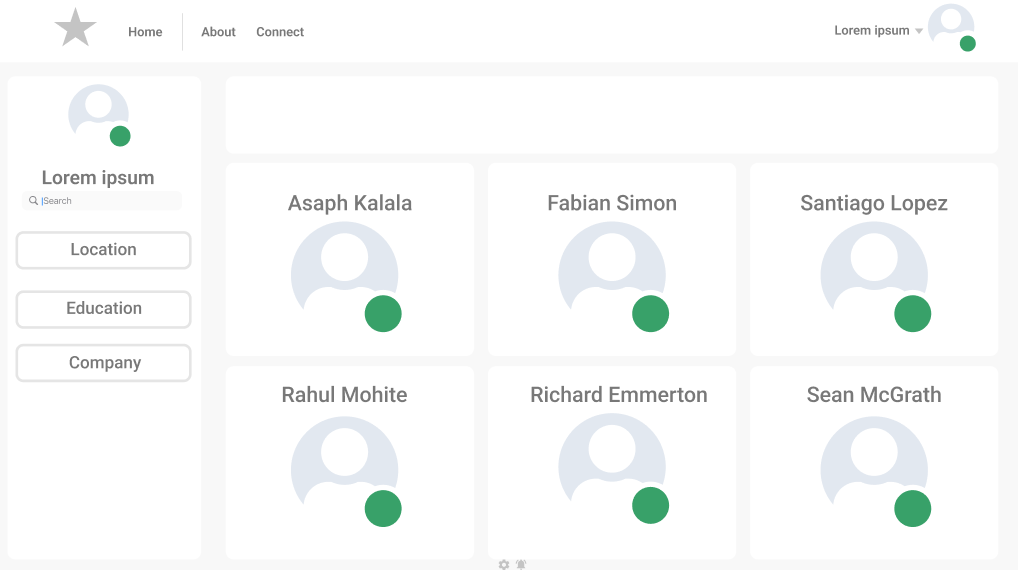 Home
About
Connect
Lorem ipsum
Lorem ipsum
Search
Location
Education
Company
Asaph Kalala
Fabian Simon
Santiago Lopez
Rahul Mohite
Richard Emmerton
Sean McGrath